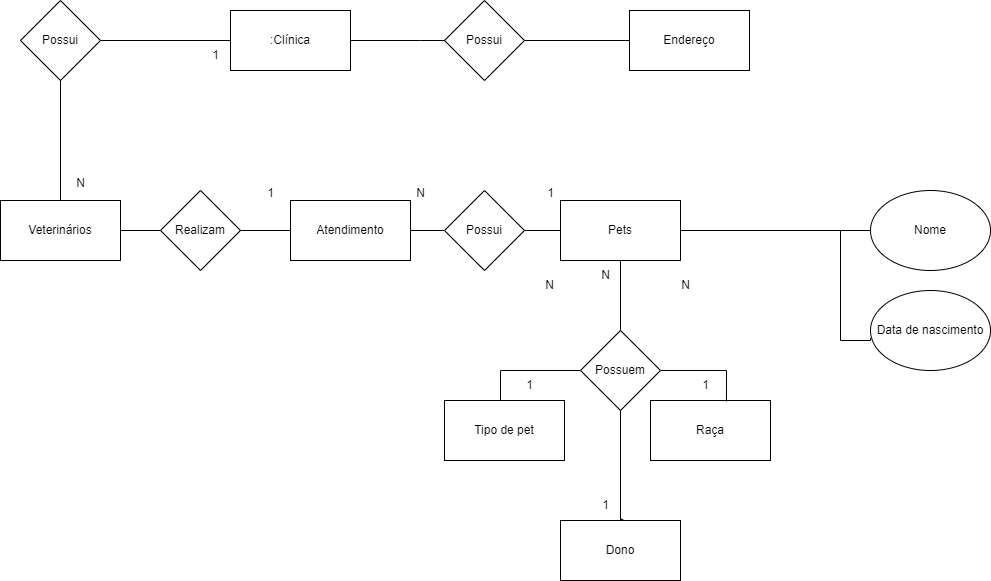 Possui
:Clínica
Possui
Endereço
1
N
Veterinários
Realizam
1
Atendimento
N
Possui
1
Pets
Nome
N
N
N
Data de nascimento
Possuem
1
1
Tipo de pet
Raça
1
Dono